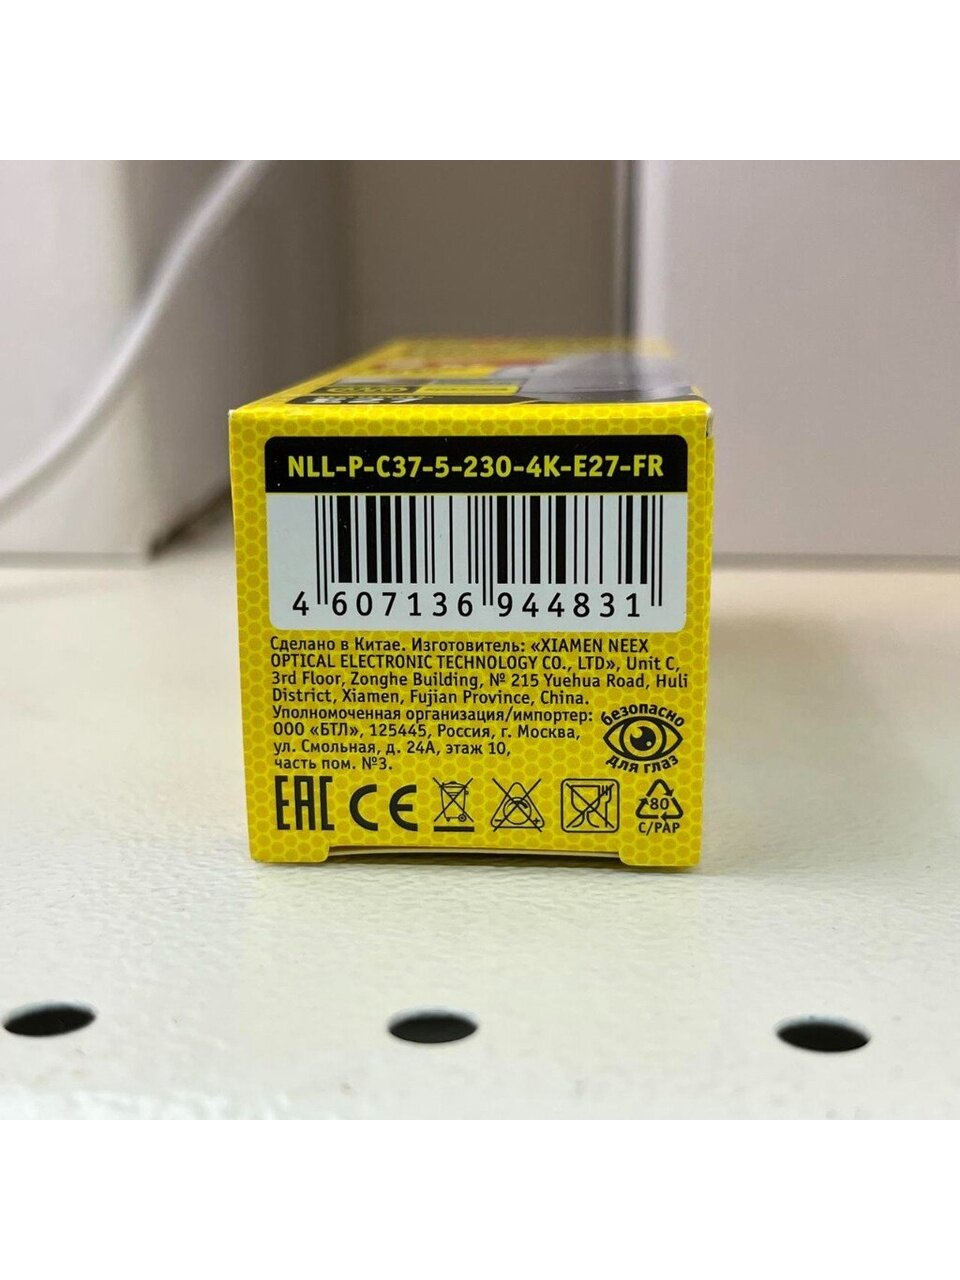 E27
NLL-P-C37-5-230-4K-E27-FR
4 607136 944831
Сделано в Китае. Изготовитель: «XIAMEN NEEX
OPTICAL ELECTRONIC TECHNOLOGY CO., LTD», Unit C,
3rd Floor, Zonghe Building, № 215 Yuehua Road, Huli
District, Xiamen, Fujian Province, China.
Уполномоченная организация/импортер:
ООО «БТЛ», 125445, Россия, г. Москва,
ул. Смольная, д. 24А, этаж 10,
часть пом. №3.
безопасно
для глаз
EAC CE
80
C/PAP